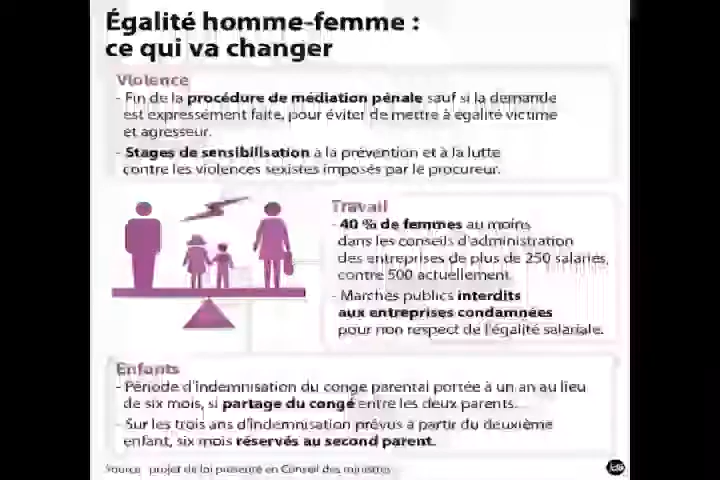 Égalité homme-femme :
ce qui va changer
Violence
- Fin de la procédure de médiation pénale sauf si la demande
est expressément faite, pour éviter de mettre à égalité victime
et agresseur.
- Stages de sensibilisation à la prévention et à la lutte
contre les violences sexistes imposés par le procureur.
Travail
- 40 % de femmes au moins
dans les conseils d'administration
des entreprises de plus de 250 salariés,
contre 500 actuellement.
- Marchés publics interdits
aux entreprises condamnées
pour non respect de l'égalité salariale.
Enfants
- Période d'indemnisation du congé parental portée à un an au lieu
de six mois, si partage du congé entre les deux parents.
- Sur les trois ans d'indemnisation prévus à partir du deuxième
enfant, six mois réservés au second parent.
Source : projet de loi présenté en Conseil des ministres